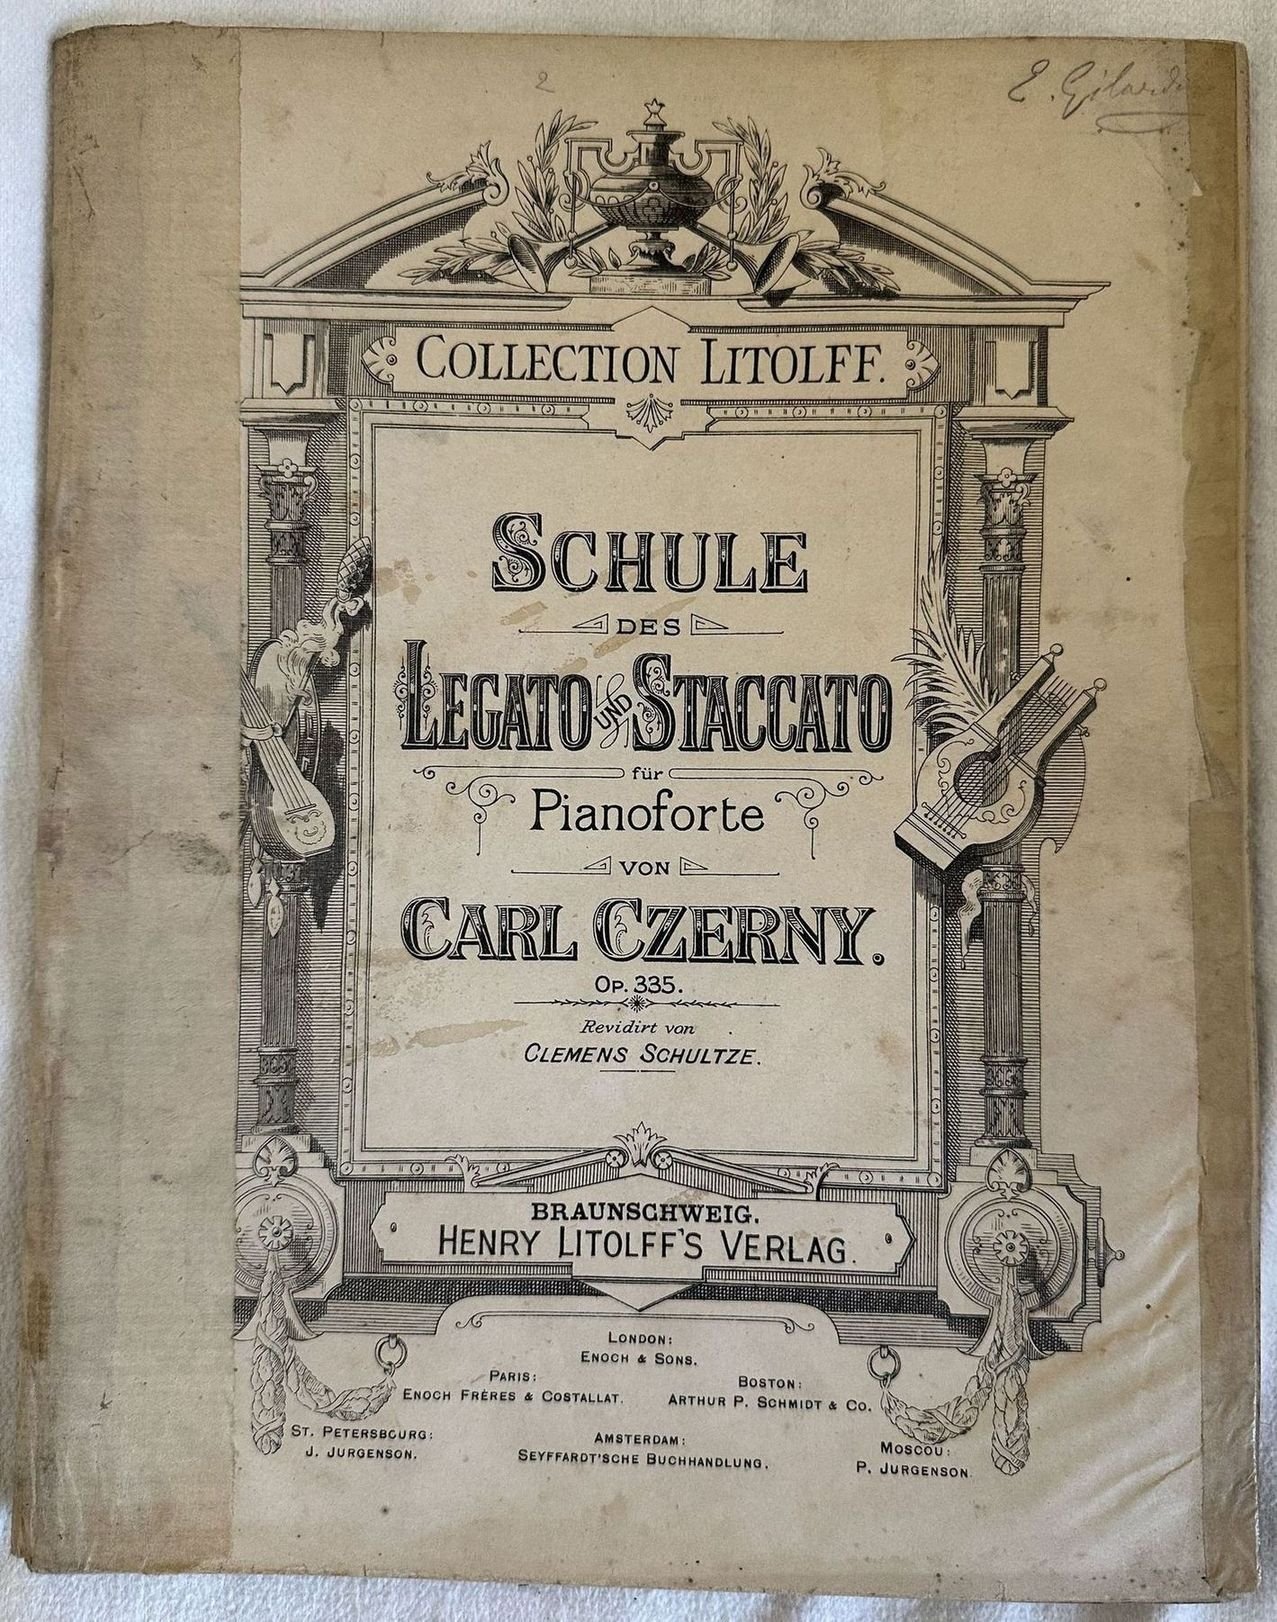 2
E. Gilardi
COLLECTION LITOLFF.
SCHULE
DES
LEGATO UND STACCATO
für
Pianoforte
VON
CARL CZERNY.
OP. 335.
Revidirt von
CLEMENS SCHULTZE.
BRAUNSCHWEIG.
HENRY LITOLFF'S VERLAG.
LONDON:
ENOCH & SONS.
PARIS:
ENOCH FRÈRES & COSTALLAT.
BOSTON:
ARTHUR P. SCHMIDT & CO.
ST. PETERSBOURG:
J. JURGENSON.
AMSTERDAM:
SEYFFARDT'SCHE BUCHHANDLUNG.
MOSCOU:
P. JURGENSON.